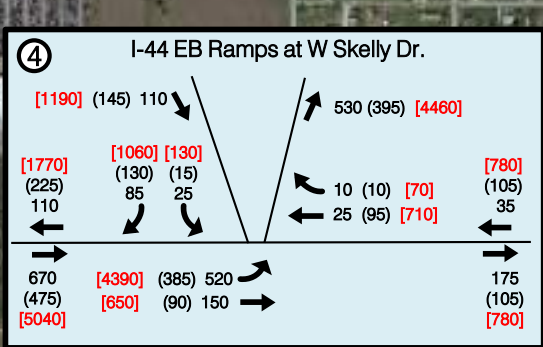 4
I-44 EB Ramps at W Skelly Dr.
[1190] (145) 110
530 (395) [4460]
[1770]
(225)
110
[1060] [130]
(130) (15)
85 25
10 (10) [70]
25 (95) [710]
[780]
(105)
35
670
(475)
[5040]
[4390] (385) 520
[650] (90) 150
175
(105)
[780]